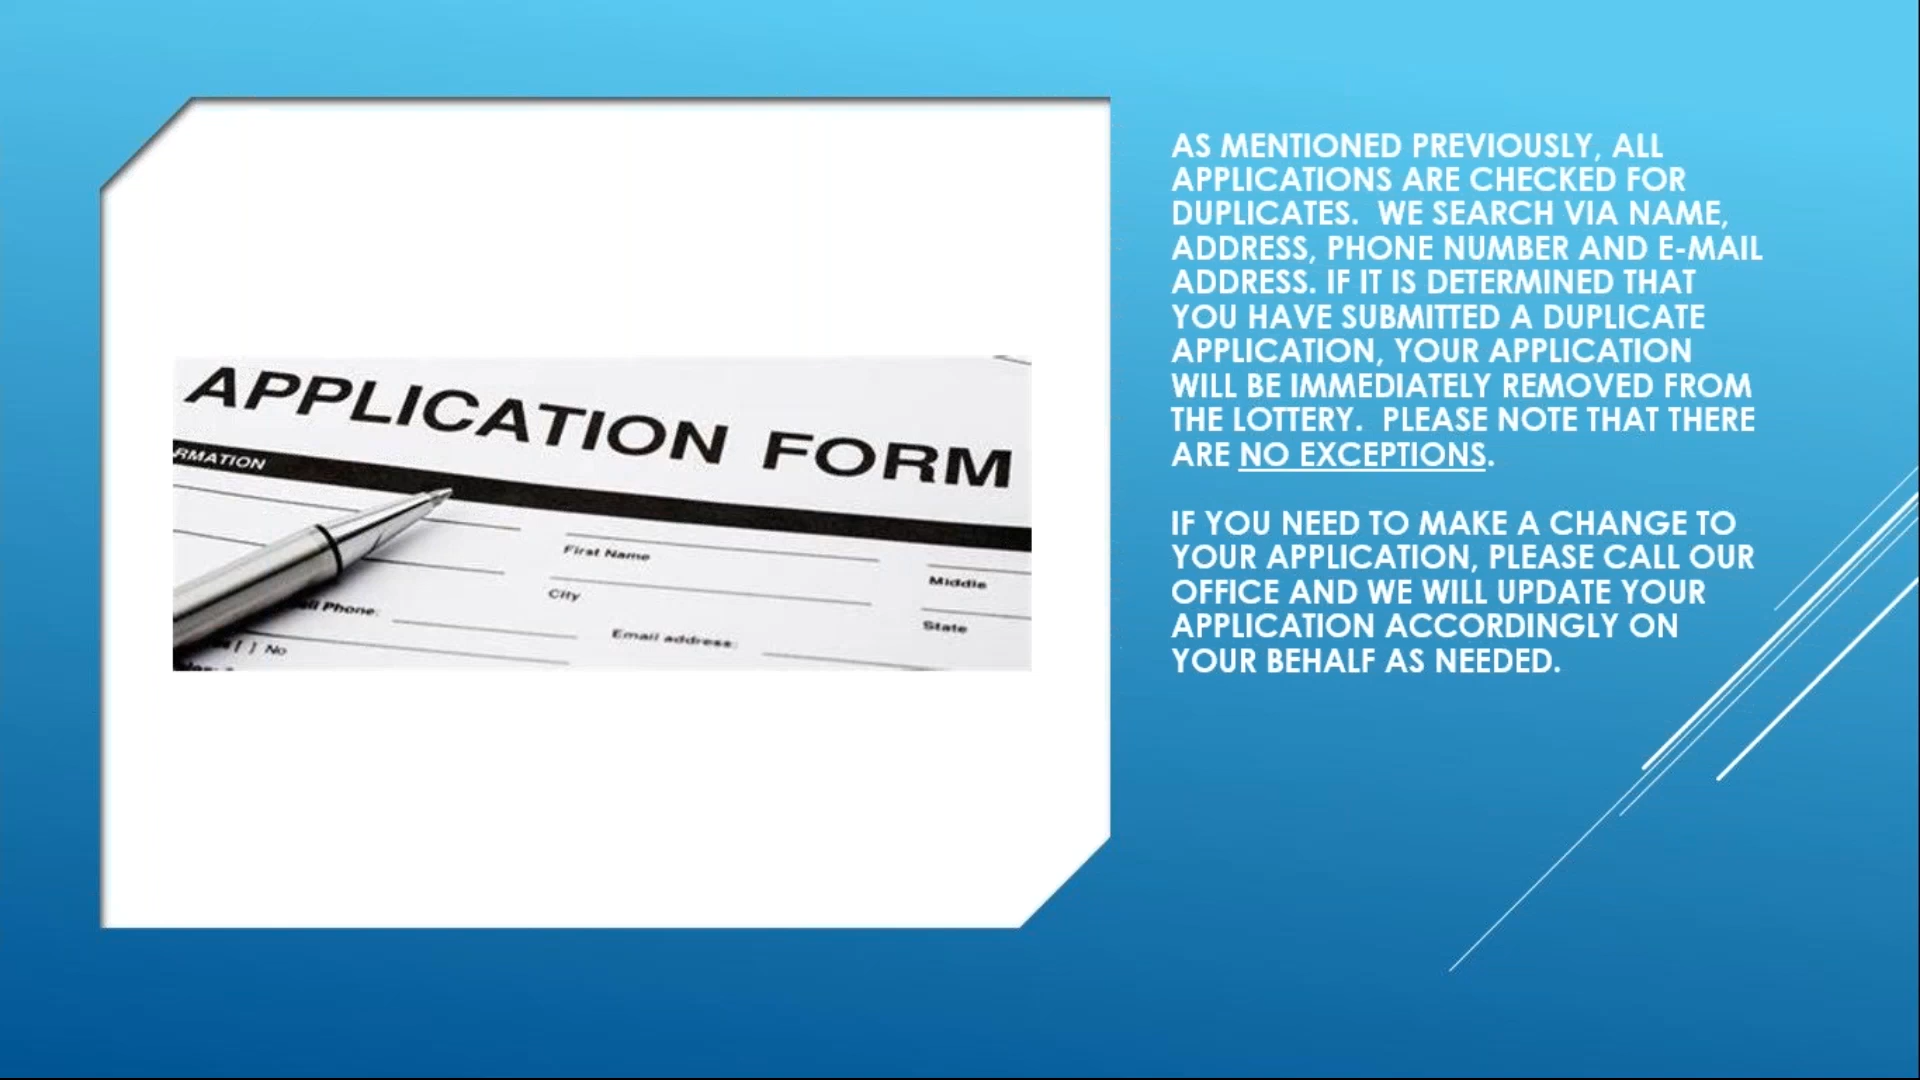 AS MENTIONED PREVIOUSLY, ALL
APPLICATIONS ARE CHECKED FOR
DUPLICATES.  WE SEARCH VIA NAME,
ADDRESS, PHONE NUMBER AND E-MAIL
ADDRESS. IF IT IS DETERMINED THAT
YOU HAVE SUBMITTED A DUPLICATE
APPLICATION, YOUR APPLICATION
WILL BE IMMEDIATELY REMOVED FROM
THE LOTTERY.  PLEASE NOTE THAT THERE
ARE NO EXCEPTIONS.
IF YOU NEED TO MAKE A CHANGE TO
YOUR APPLICATION, PLEASE CALL OUR
OFFICE AND WE WILL UPDATE YOUR
APPLICATION ACCORDINGLY ON
YOUR BEHALF AS NEEDED.
APPLICATION FORM
RMATION
First Name
Middle
City
State
Phone:
Email address:
[ ] No